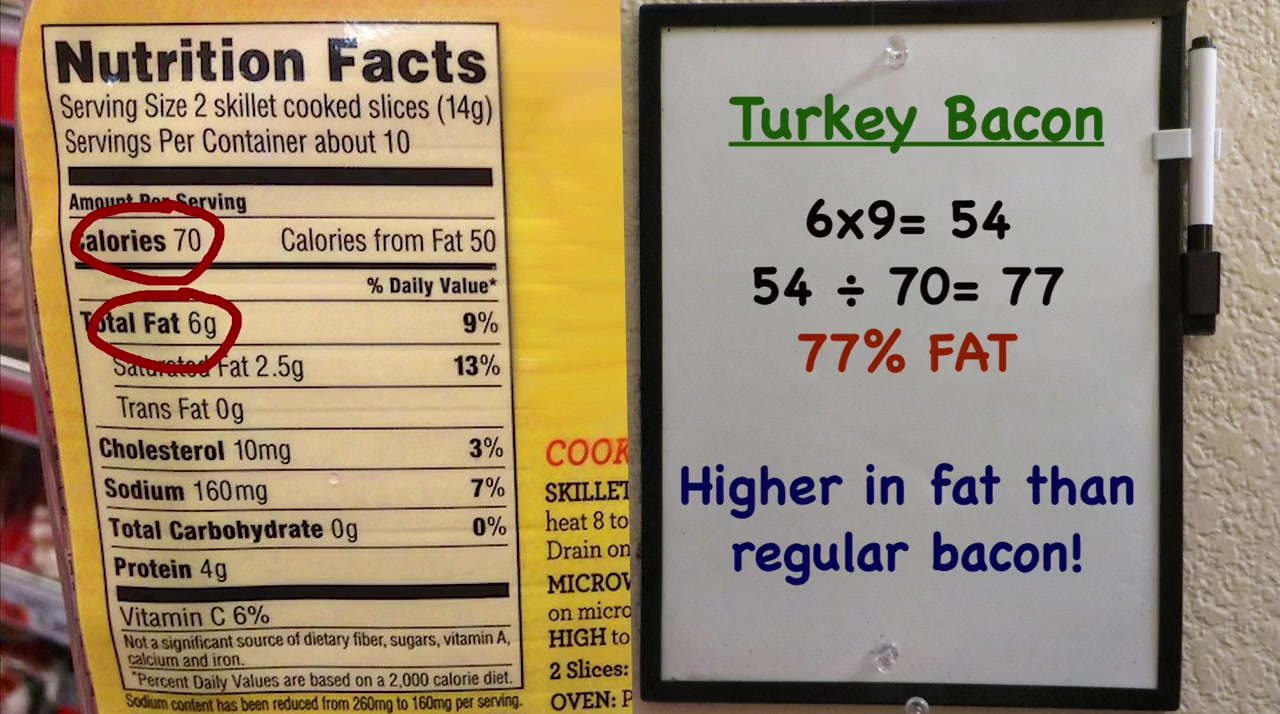 Nutrition Facts
Serving Size 2 skillet cooked slices (14g)
Servings Per Container about 10
Amount Per Serving
Calories 70 Calories from Fat 50
% Daily Value*
Total Fat 6g 9%
Saturated Fat 2.5g 13%
Trans Fat 0g
Cholesterol 10mg 3%
Sodium 160mg 7%
Total Carbohydrate 0g 0%
Protein 4g
Vitamin C 6%
Not a significant source of dietary fiber, sugars, vitamin A,
calcium and iron.
*Percent Daily Values are based on a 2,000 calorie diet.
Sodium content has been reduced from 260mg to 160mg per serving.
COOK
SKILLET
heat 8 to
Drain on
MICROW
on micro
HIGH to
2 Slices:
OVEN: P
Turkey Bacon
6x9= 54
54 ÷ 70= 77
77% FAT
Higher in fat than
regular bacon!